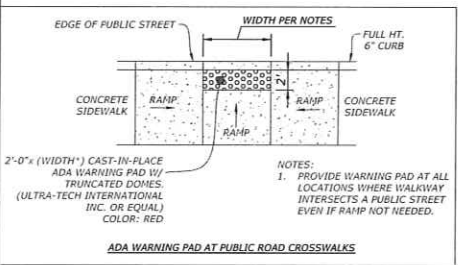 EDGE OF PUBLIC STREET
WIDTH PER NOTES
FULL HT.
6" CURB
2'
CONCRETE
SIDEWALK
RAMP
RAMP
RAMP
CONCRETE
SIDEWALK
2'-0"x (WIDTH*) CAST-IN-PLACE
ADA WARNING PAD W/
TRUNCATED DOMES.
(ULTRA-TECH INTERNATIONAL
INC. OR EQUAL)
COLOR: RED
NOTES:
1. PROVIDE WARNING PAD AT ALL
LOCATIONS WHERE WALKWAY
INTERSECTS A PUBLIC STREET
EVEN IF RAMP NOT NEEDED.
ADA WARNING PAD AT PUBLIC ROAD CROSSWALKS